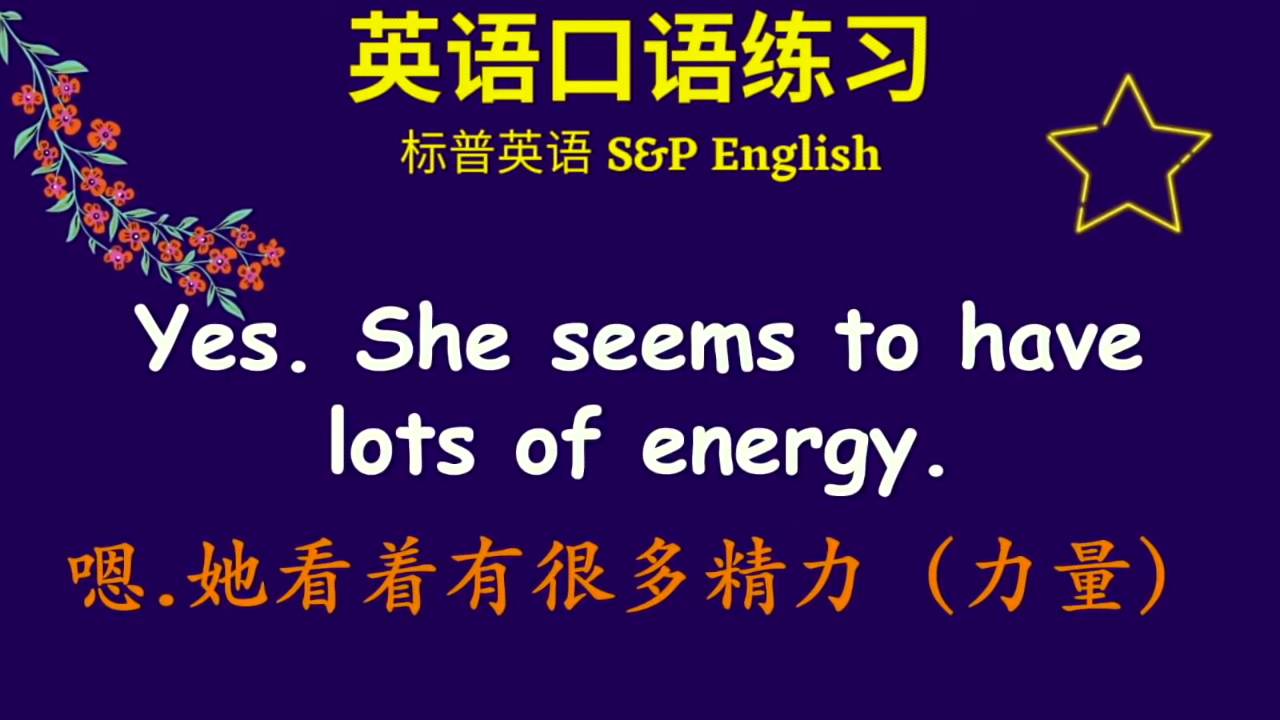 英语口语练习
标普英语 S&P English
Yes. She seems to have
lots of energy.
嗯.她看着有很多精力（力量）